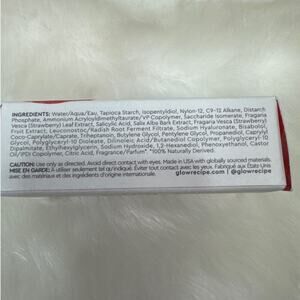 INGREDIENTS: Water/Aqua/Eau, Tapioca Starch, Isopentyldiol, Nylon-12, C9-12 Alkane, Distarch
Phosphate, Ammonium Acryloyldimethyltaurate/VP Copolymer, Saccharide Isomerate, Fragaria
Vesca (Strawberry) Leaf Extract, Salicylic Acid, Salix Alba Bark Extract, Fragaria Vesca (Strawberry)
Fruit Extract, Leuconostoc/Radish Root Ferment Filtrate, Sodium Hyaluronate, Bisabolol,
Coco-Caprylate/Caprate, Triheptanoin, Butylene Glycol, Pentylene Glycol, Propanediol, Caprylyl
Glycol, Polyglyceryl-10 Dioleate, Dilinoleic Acid/Butanediol Copolymer, Polyglyceryl-10
Dipalmitate, Ethylhexylglycerin, Sodium Hydroxide, 1,2-Hexanediol, Phenoxyethanol, Castor
Oil/IPDI Copolymer, Citric Acid, Fragrance/Parfum*. *100% Naturally Derived.
CAUTION: Use only as directed. Avoid direct contact with eyes. Made in USA with globally sourced materials.
MISE EN GARDE: À utiliser seulement tel qu'indiqué. Éviter tout contact avec les yeux. Fabriqué aux États Unis
avec des matériaux et des ingrédients d'origine internationale.
glowrecipe.com | @glowrecipe